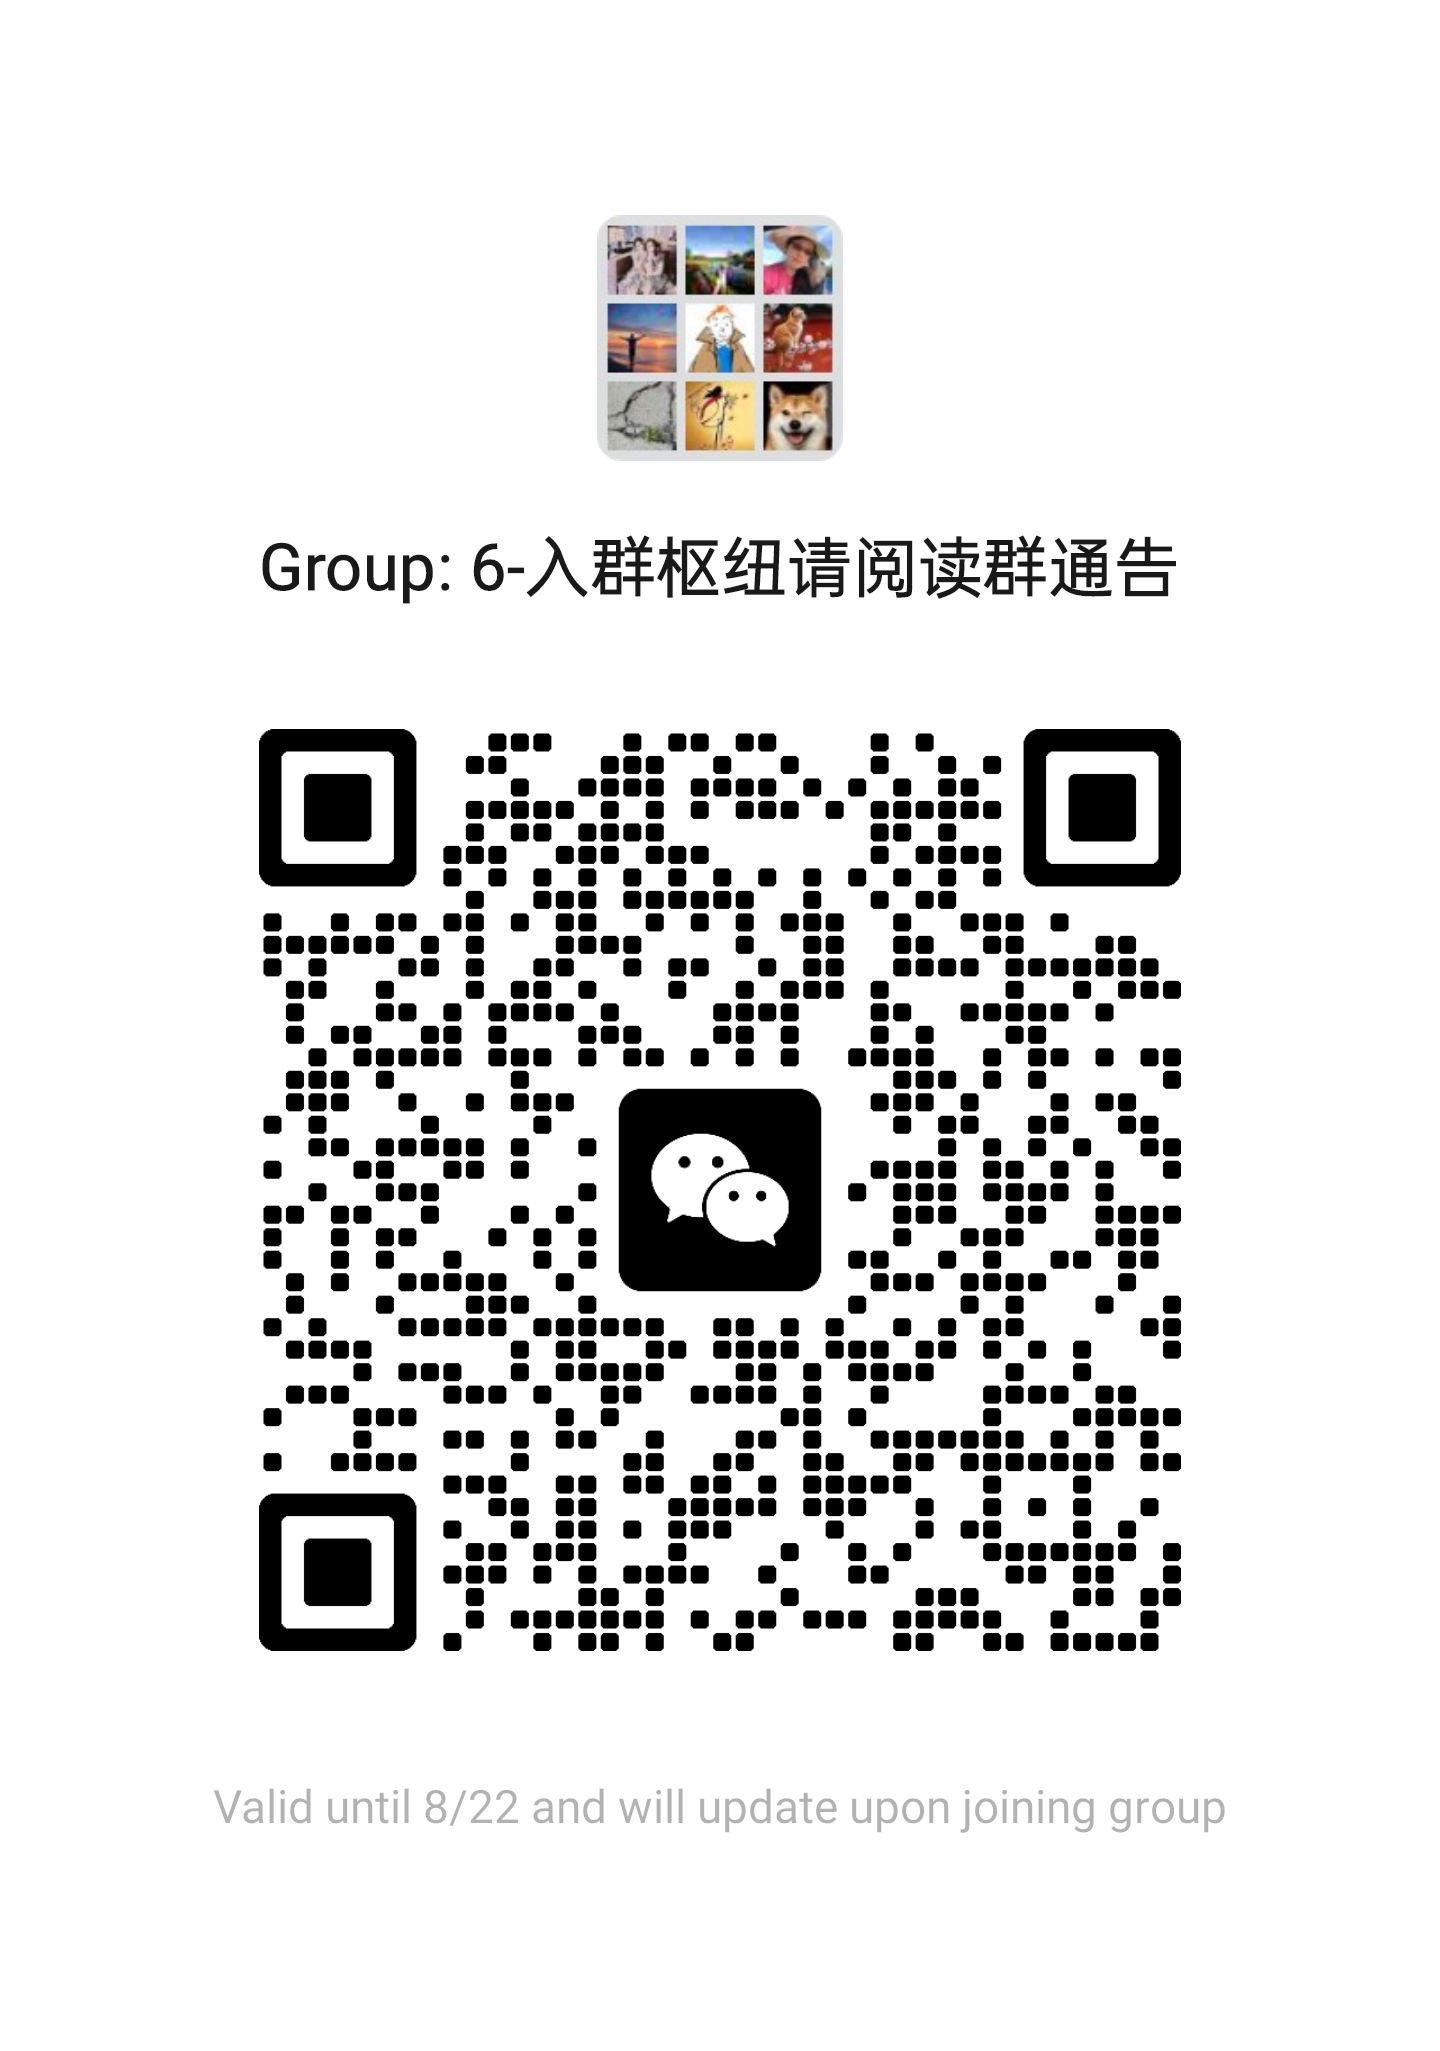 Group: 6-入群枢纽请阅读群通告
Valid until 8/22 and will update upon joining group